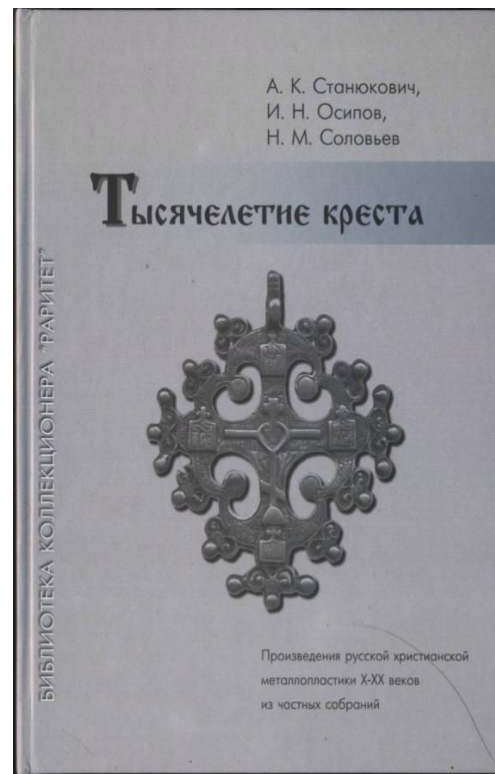 А. К. Станюкович,
И. Н. Осипов,
Н. М. Соловьев
Тысячелетие креста
БИБЛИОТЕКА КОЛЛЕКЦИОНЕРА "РАРИТЕТ"
Произведения русской христианской
металлопластики X-XX веков
из частных собраний